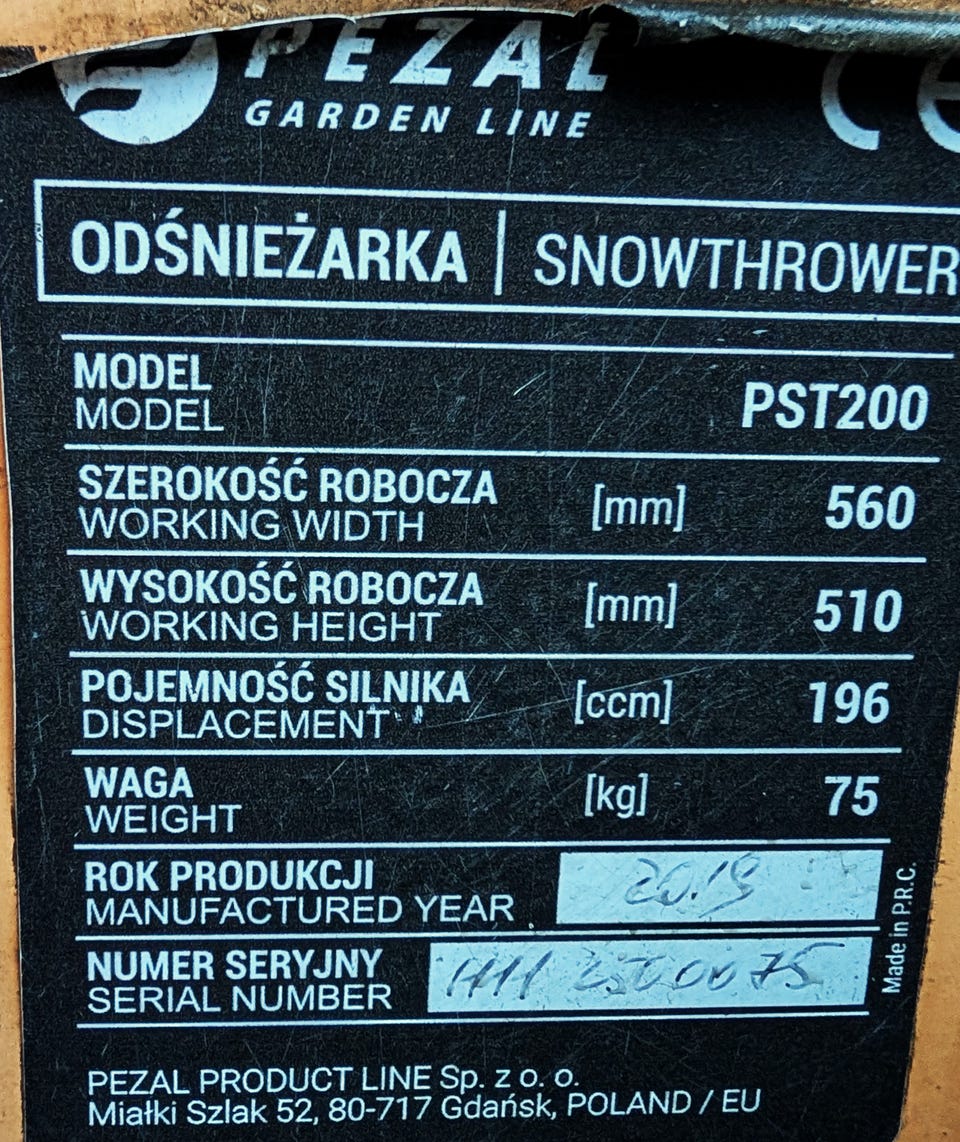 PEZAL
GARDEN LINE
CE
ODŚNIEŻARKA | SNOWTHROWER
MODEL
MODEL
PST200
SZEROKOŚĆ ROBOCZA
WORKING WIDTH
[mm] 560
WYSOKOŚĆ ROBOCZA
WORKING HEIGHT
[mm] 510
POJEMNOŚĆ SILNIKA
DISPLACEMENT
[ccm] 196
WAGA
WEIGHT
[kg] 75
ROK PRODUKCJI
MANUFACTURED YEAR
2019
NUMER SERYJNY
SERIAL NUMBER
Made in P.R.C.
PEZAL PRODUCT LINE Sp. z o. o.
Miałki Szlak 52, 80-717 Gdańsk, POLAND / EU